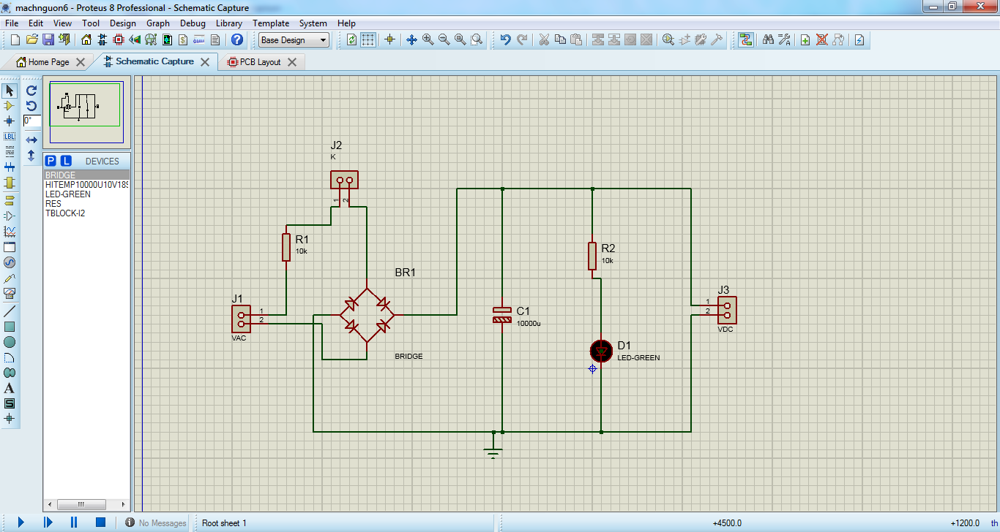 machnguon6 - Proteus 8 Professional - Schematic Capture
File Edit View Tool Design Graph Debug Library Template System Help
Base Design
Home Page
Schematic Capture
PCB Layout
0°
LBL
A
S
P L DEVICES
BRIDGE
HITEMP10000U10V18
LED-GREEN
RES
TBLOCK-I2
J2
K
1
2
R1
10k
BR1
BRIDGE
J1
1
2
VAC
C1
10000u
R2
10k
D1
LED-GREEN
J3
1
2
VDC
No Messages
Root sheet 1
+4500.0
+1200.0
th